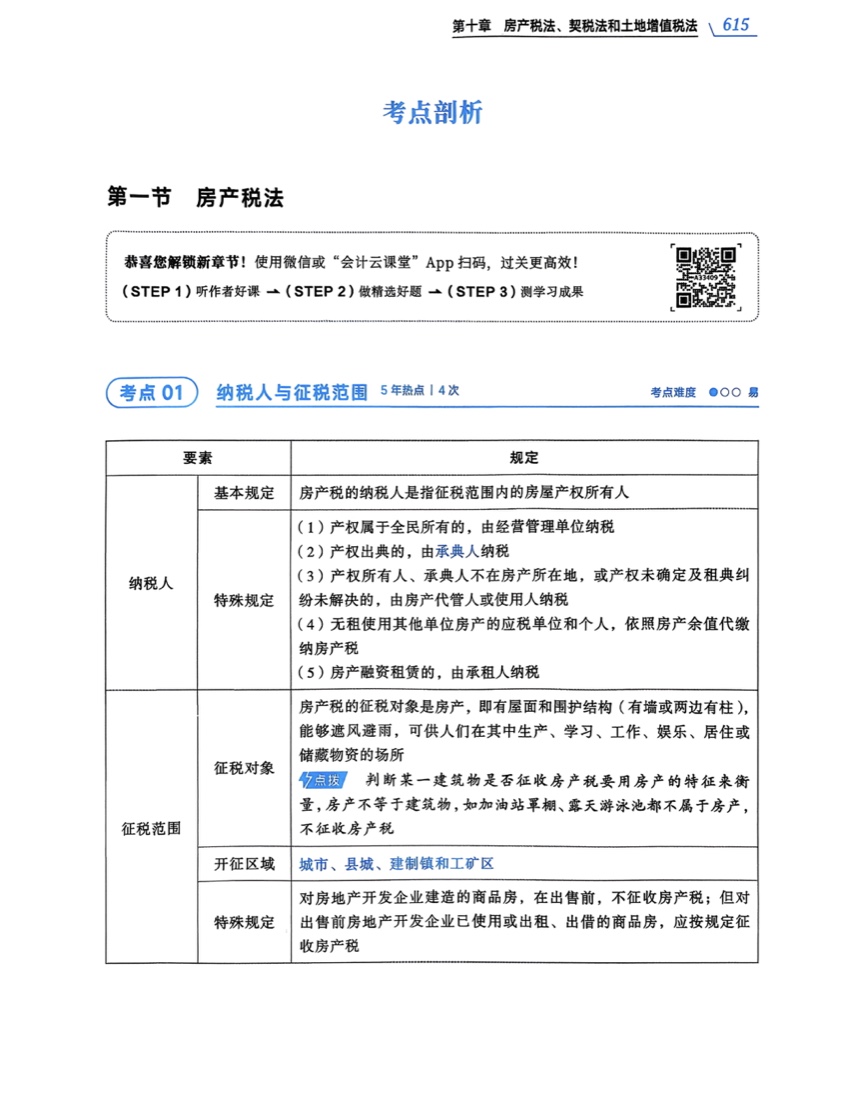 第十章 房产税法、契税法和土地增值税法 615
考点剖析
第一节 房产税法
恭喜您解锁新章节！使用微信或“会计云课堂”App 扫码，过关更高效！
（STEP 1）听作者好课 ⇀（STEP 2）做精选好题 ⇀（STEP 3）测学习成果
A33409
考点 01 纳税人与征税范围 5 年热点 | 4 次 考点难度 ●○○ 易
要素 规定
纳税人
基本规定 房产税的纳税人是指征税范围内的房屋产权所有人
特殊规定
（1）产权属于全民所有的，由经营管理单位纳税
（2）产权出典的，由承典人纳税
（3）产权所有人、承典人不在房产所在地，或产权未确定及租典纠
纷未解决的，由房产代管人或使用人纳税
（4）无租使用其他单位房产的应税单位和个人，依照房产余值代缴
纳房产税
（5）房产融资租赁的，由承租人纳税
征税范围
征税对象
房产税的征税对象是房产，即有屋面和围护结构（有墙或两边有柱），
能够遮风避雨，可供人们在其中生产、学习、工作、娱乐、居住或
储藏物资的场所
点拨 判断某一建筑物是否征收房产税要用房产的特征来衡
量，房产不等于建筑物，如加油站罩棚、露天游泳池都不属于房产，
不征收房产税
开征区域 城市、县城、建制镇和工矿区
特殊规定
对房地产开发企业建造的商品房，在出售前，不征收房产税；但对
出售前房地产开发企业已使用或出租、出借的商品房，应按规定征
收房产税